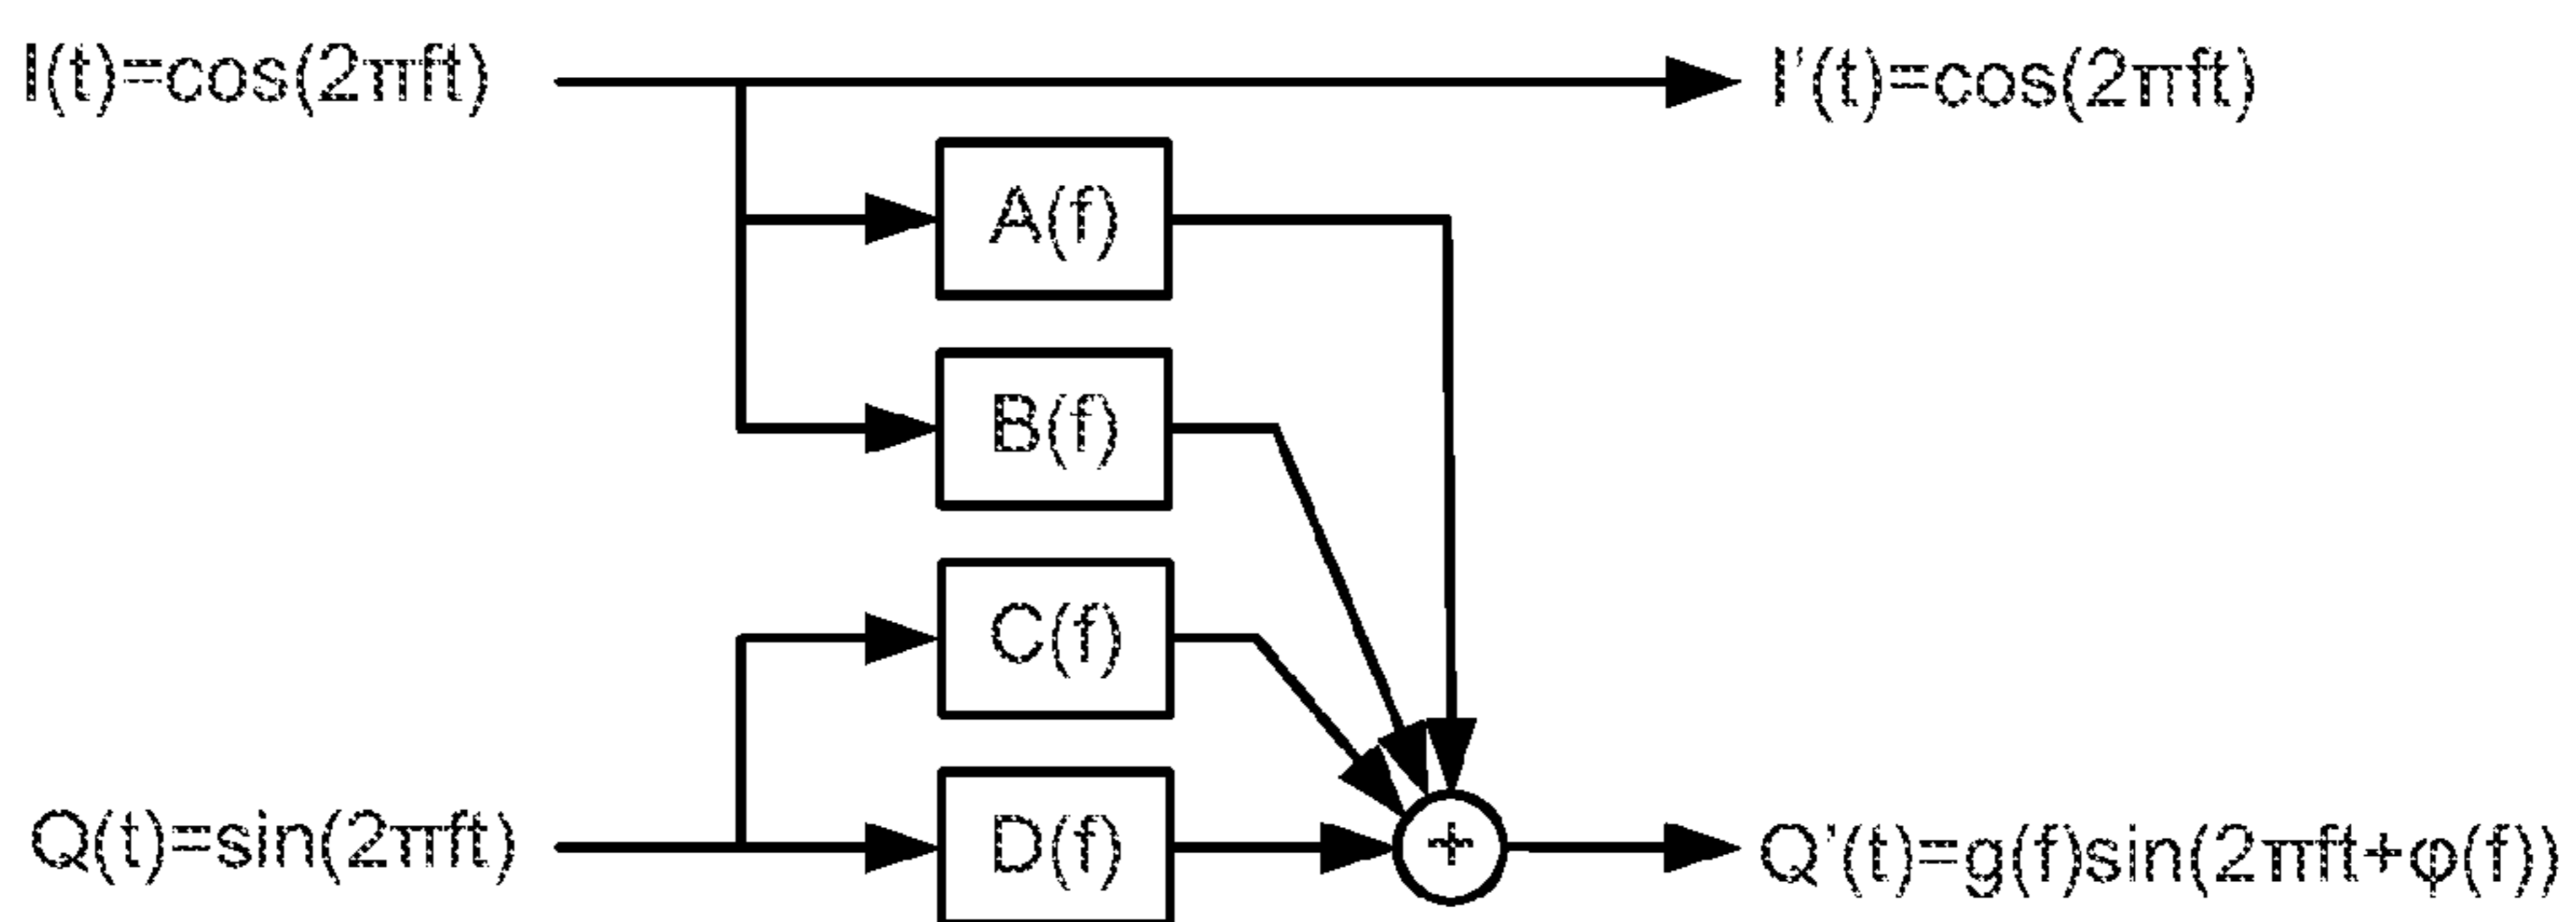 I(t)=cos(2πft)
I'(t)=cos(2πft)
A(f)
B(f)
C(f)
D(f)
+
Q(t)=sin(2πft)
Q'(t)=g(f)sin(2πft+φ(f))